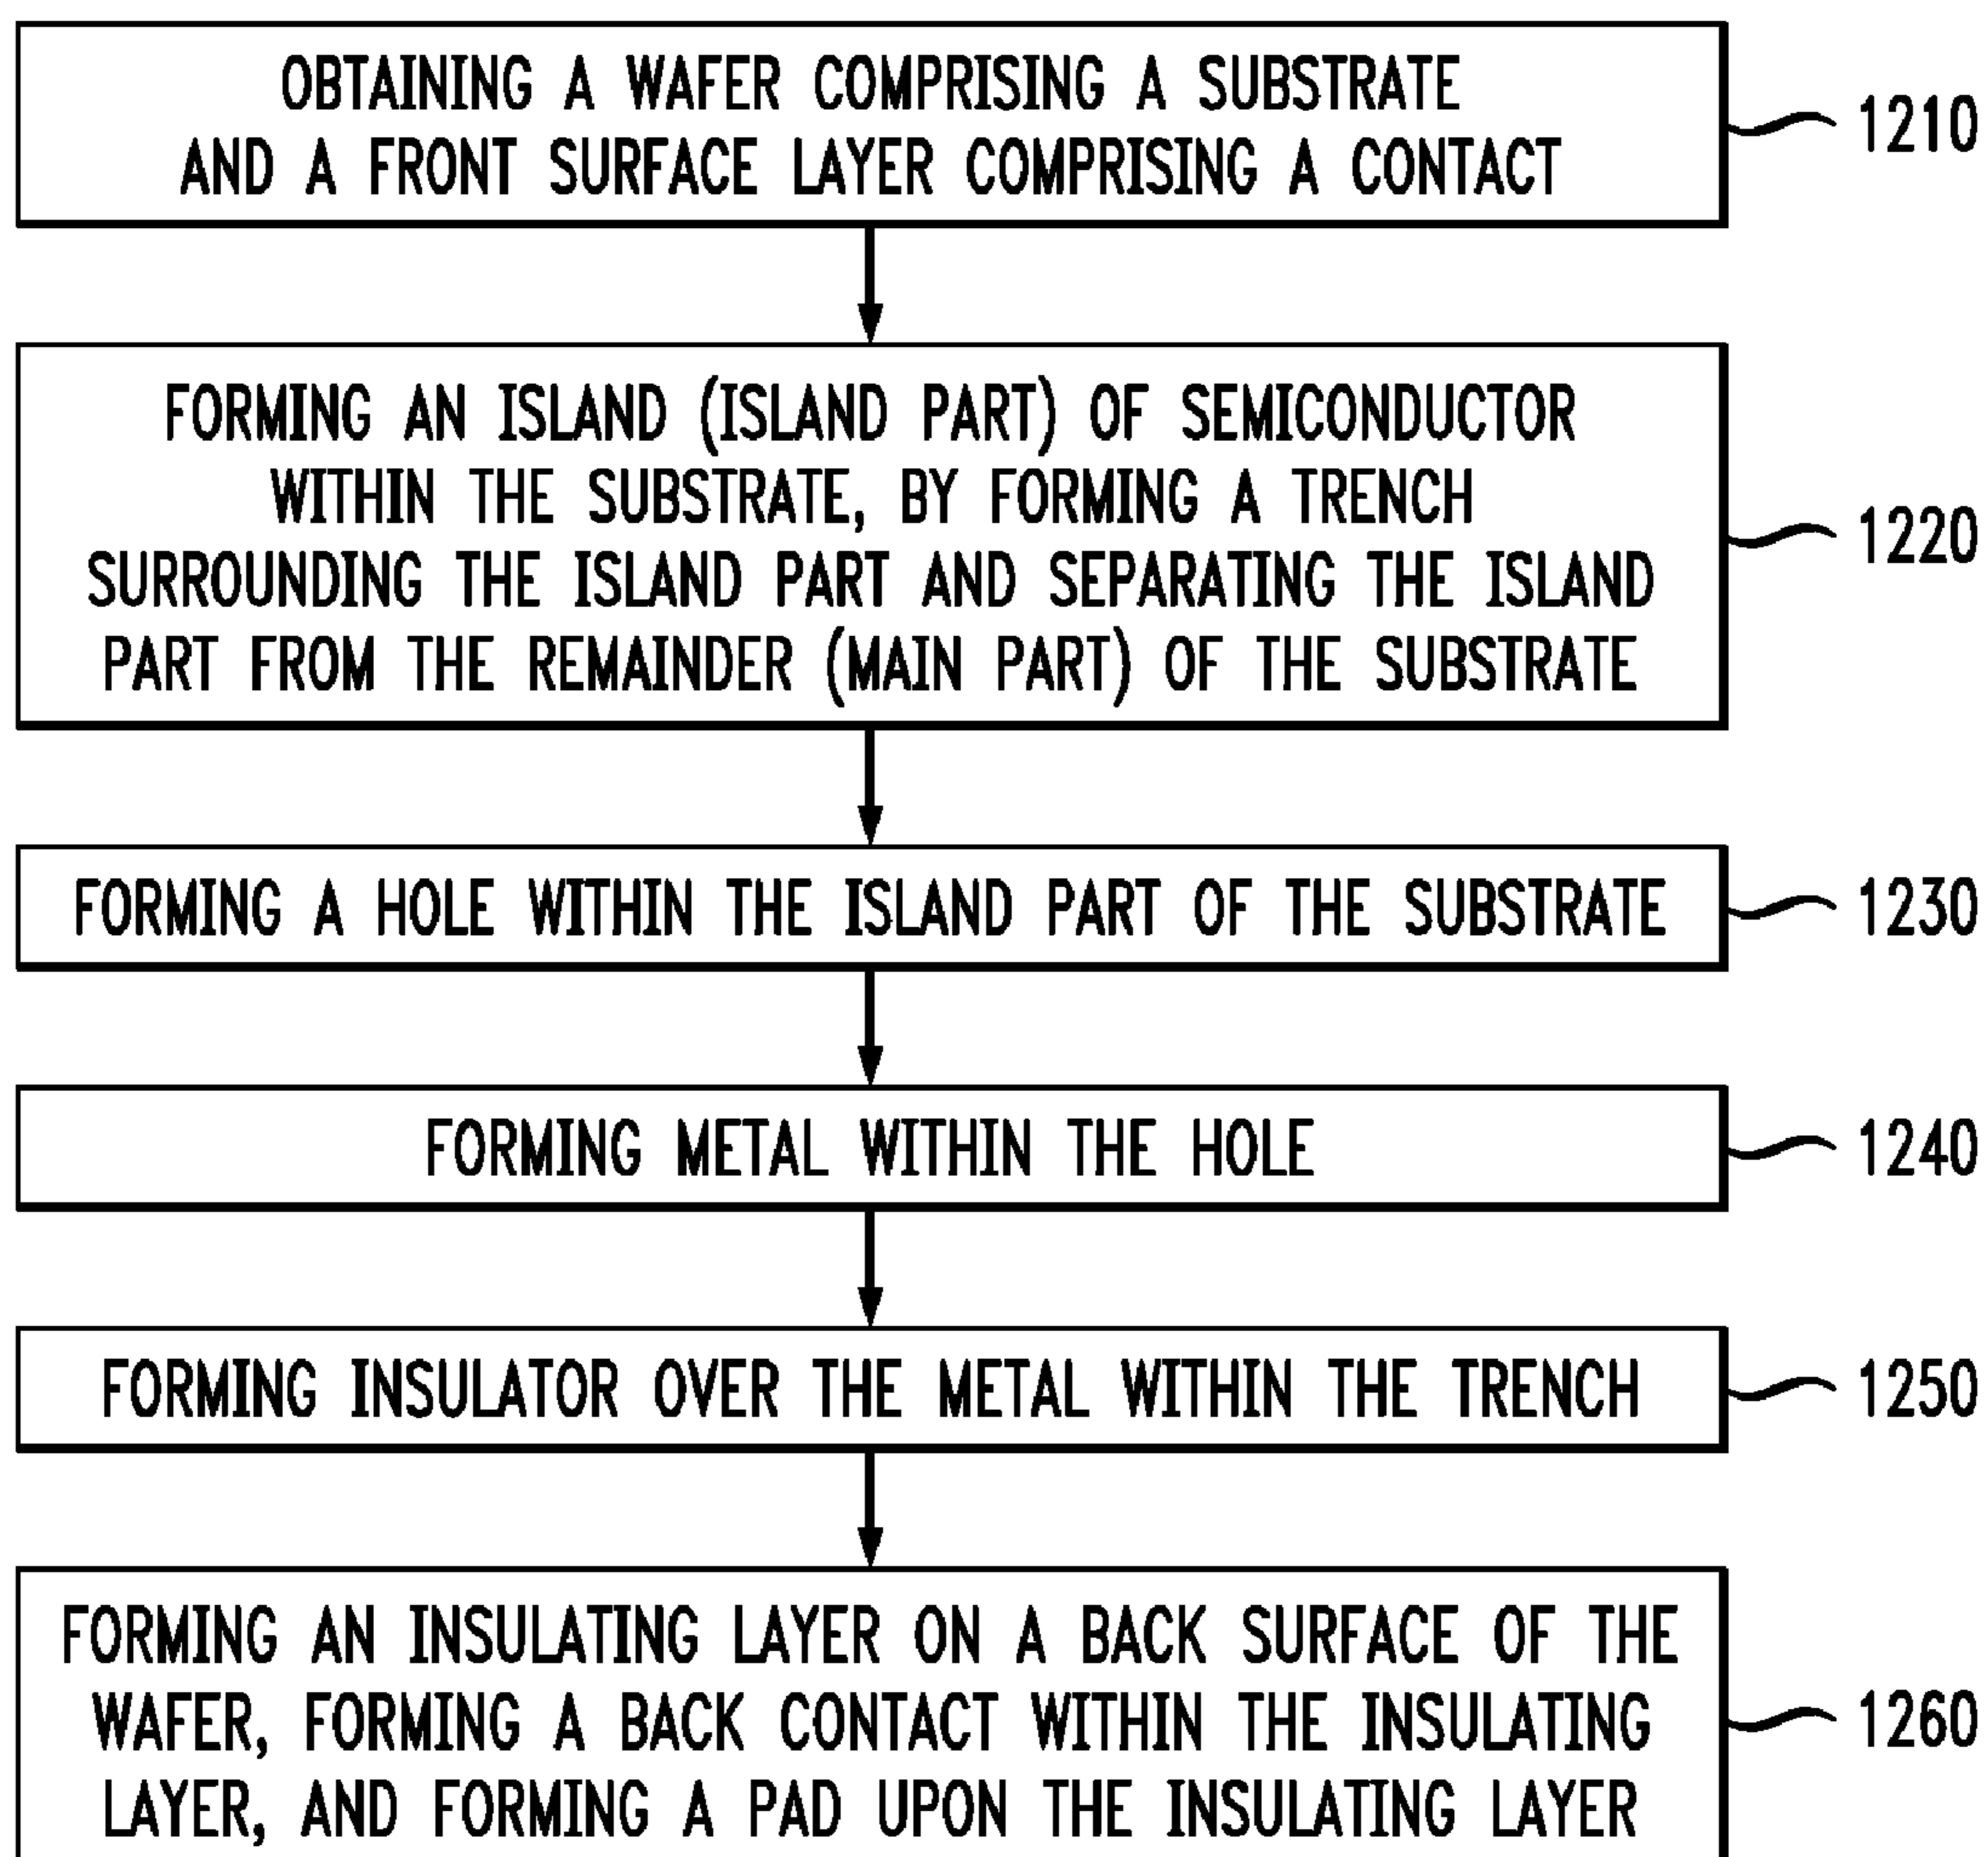 OBTAINING A WAFER COMPRISING A SUBSTRATE
AND A FRONT SURFACE LAYER COMPRISING A CONTACT
1210
FORMING AN ISLAND (ISLAND PART) OF SEMICONDUCTOR
WITHIN THE SUBSTRATE, BY FORMING A TRENCH
SURROUNDING THE ISLAND PART AND SEPARATING THE ISLAND
PART FROM THE REMAINDER (MAIN PART) OF THE SUBSTRATE
1220
FORMING A HOLE WITHIN THE ISLAND PART OF THE SUBSTRATE
1230
FORMING METAL WITHIN THE HOLE
1240
FORMING INSULATOR OVER THE METAL WITHIN THE TRENCH
1250
FORMING AN INSULATING LAYER ON A BACK SURFACE OF THE
WAFER, FORMING A BACK CONTACT WITHIN THE INSULATING
LAYER, AND FORMING A PAD UPON THE INSULATING LAYER
1260